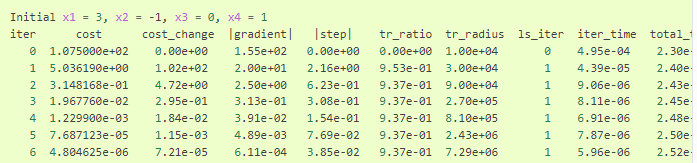 Initial x1 = 3, x2 = -1, x3 = 0, x4 = 1
iter cost cost_change |gradient| |step| tr_ratio tr_radius ls_iter iter_time total_t
0 1.075000e+02 0.00e+00 1.55e+02 0.00e+00 0.00e+00 1.00e+04 0 4.95e-04 2.30e-
1 5.036190e+00 1.02e+02 2.00e+01 2.16e+00 9.53e-01 3.00e+04 1 4.39e-05 2.40e-
2 3.148168e-01 4.72e+00 2.50e+00 6.23e-01 9.37e-01 9.00e+04 1 9.06e-06 2.43e-
3 1.967760e-02 2.95e-01 3.13e-01 3.08e-01 9.37e-01 2.70e+05 1 8.11e-06 2.45e-
4 1.229900e-03 1.84e-02 3.91e-02 1.54e-01 9.37e-01 8.10e+05 1 6.91e-06 2.48e-
5 7.687123e-05 1.15e-03 4.89e-03 7.69e-02 9.37e-01 2.43e+06 1 7.87e-06 2.50e-
6 4.804625e-06 7.21e-05 6.11e-04 3.85e-02 9.37e-01 7.29e+06 1 5.96e-06 2.52e-